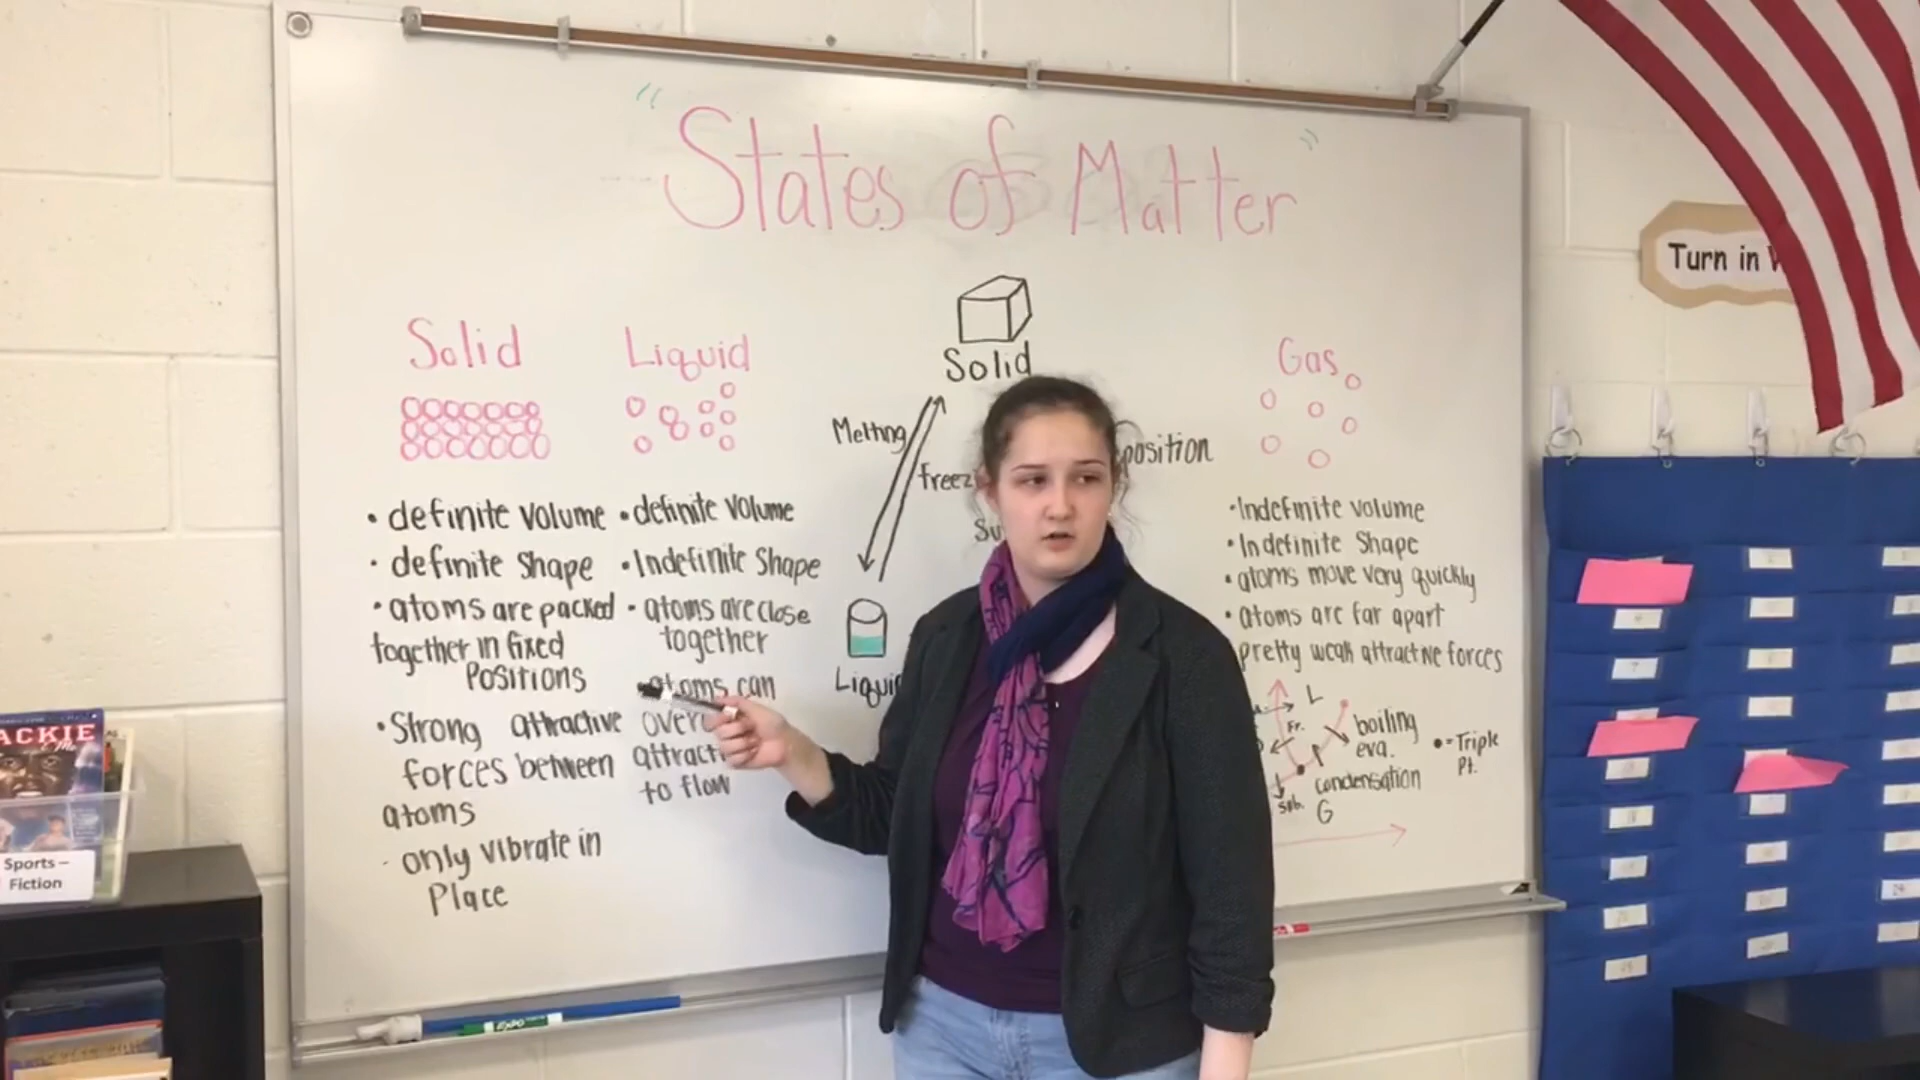 "States of Matter"
Solid
Liquid
Solid
Gas
• definite volume
• definite Shape
• atoms are packed
together in fixed
Positions
• Strong attractive
forces between
atoms
• only vibrate in
Place
• definite volume
• Indefinite Shape
• atoms are close
together
• atoms can
attract
to flow
Melting
Freez
position
Su
Liquid
• Indefinite volume
• Indefinite Shape
• atoms move very quickly
• atoms are far apart
pretty weak attractive forces
L
Fr.
boiling
eva.
condensation
G
sub.
• = Triple
Pt.
Turn in
ACKIE
& Me
Sports –
Fiction
EXPO